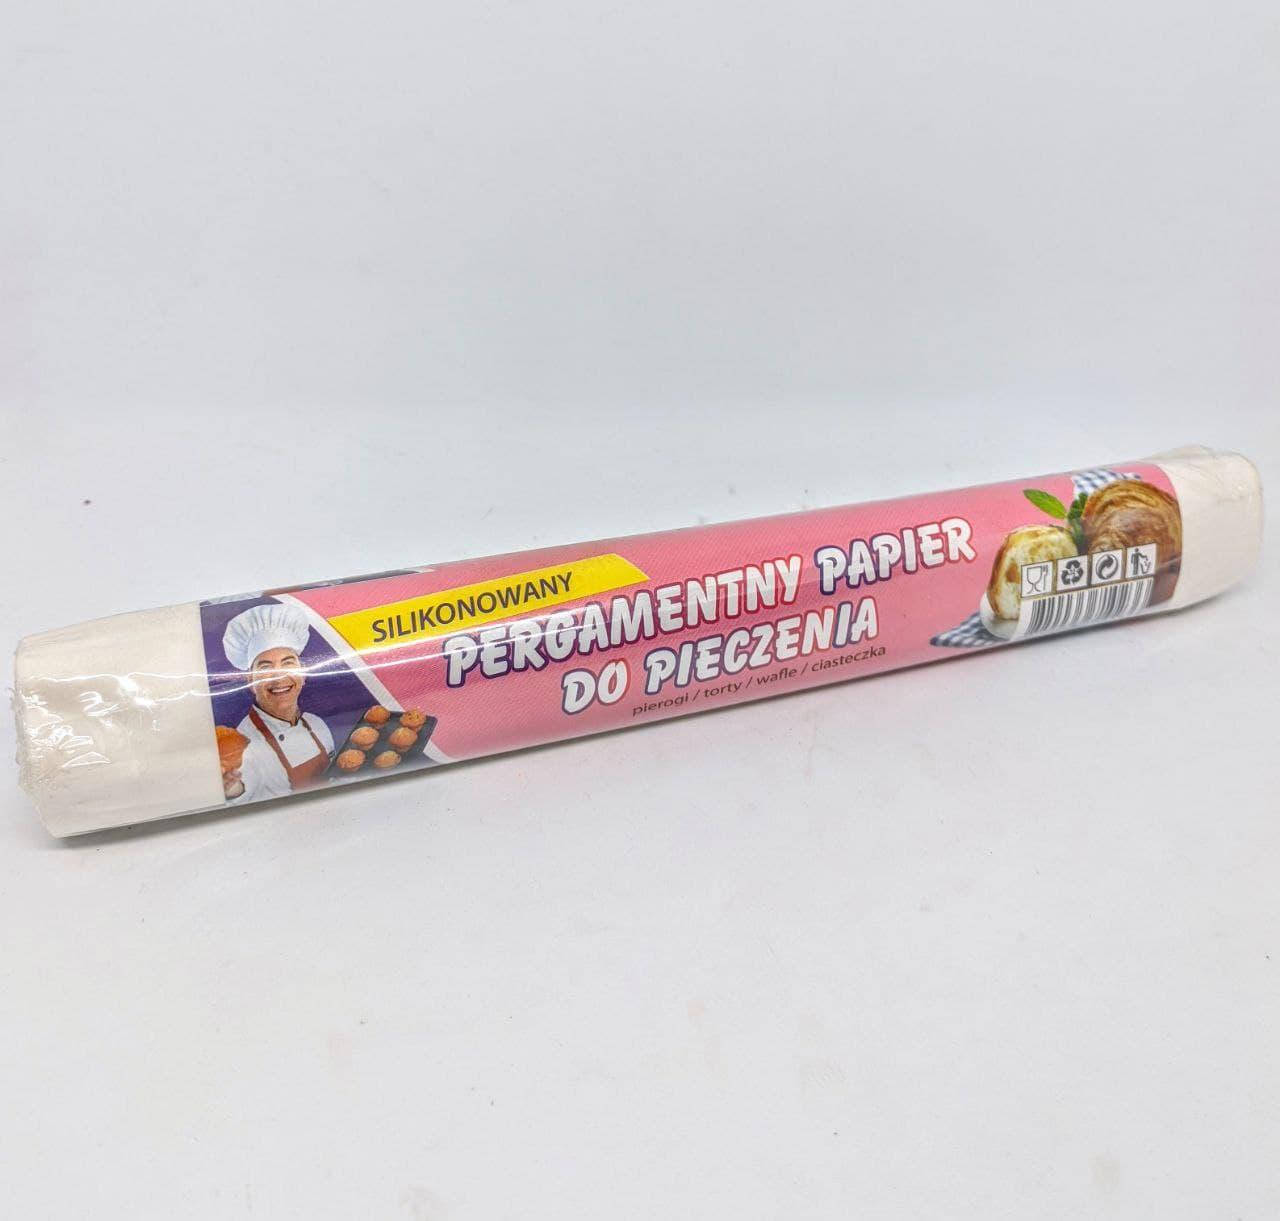 SILIKONOWANY
PERGAMENTNY PAPIER
DO PIECZENIA
pierogi / torty / wafle / ciasteczka